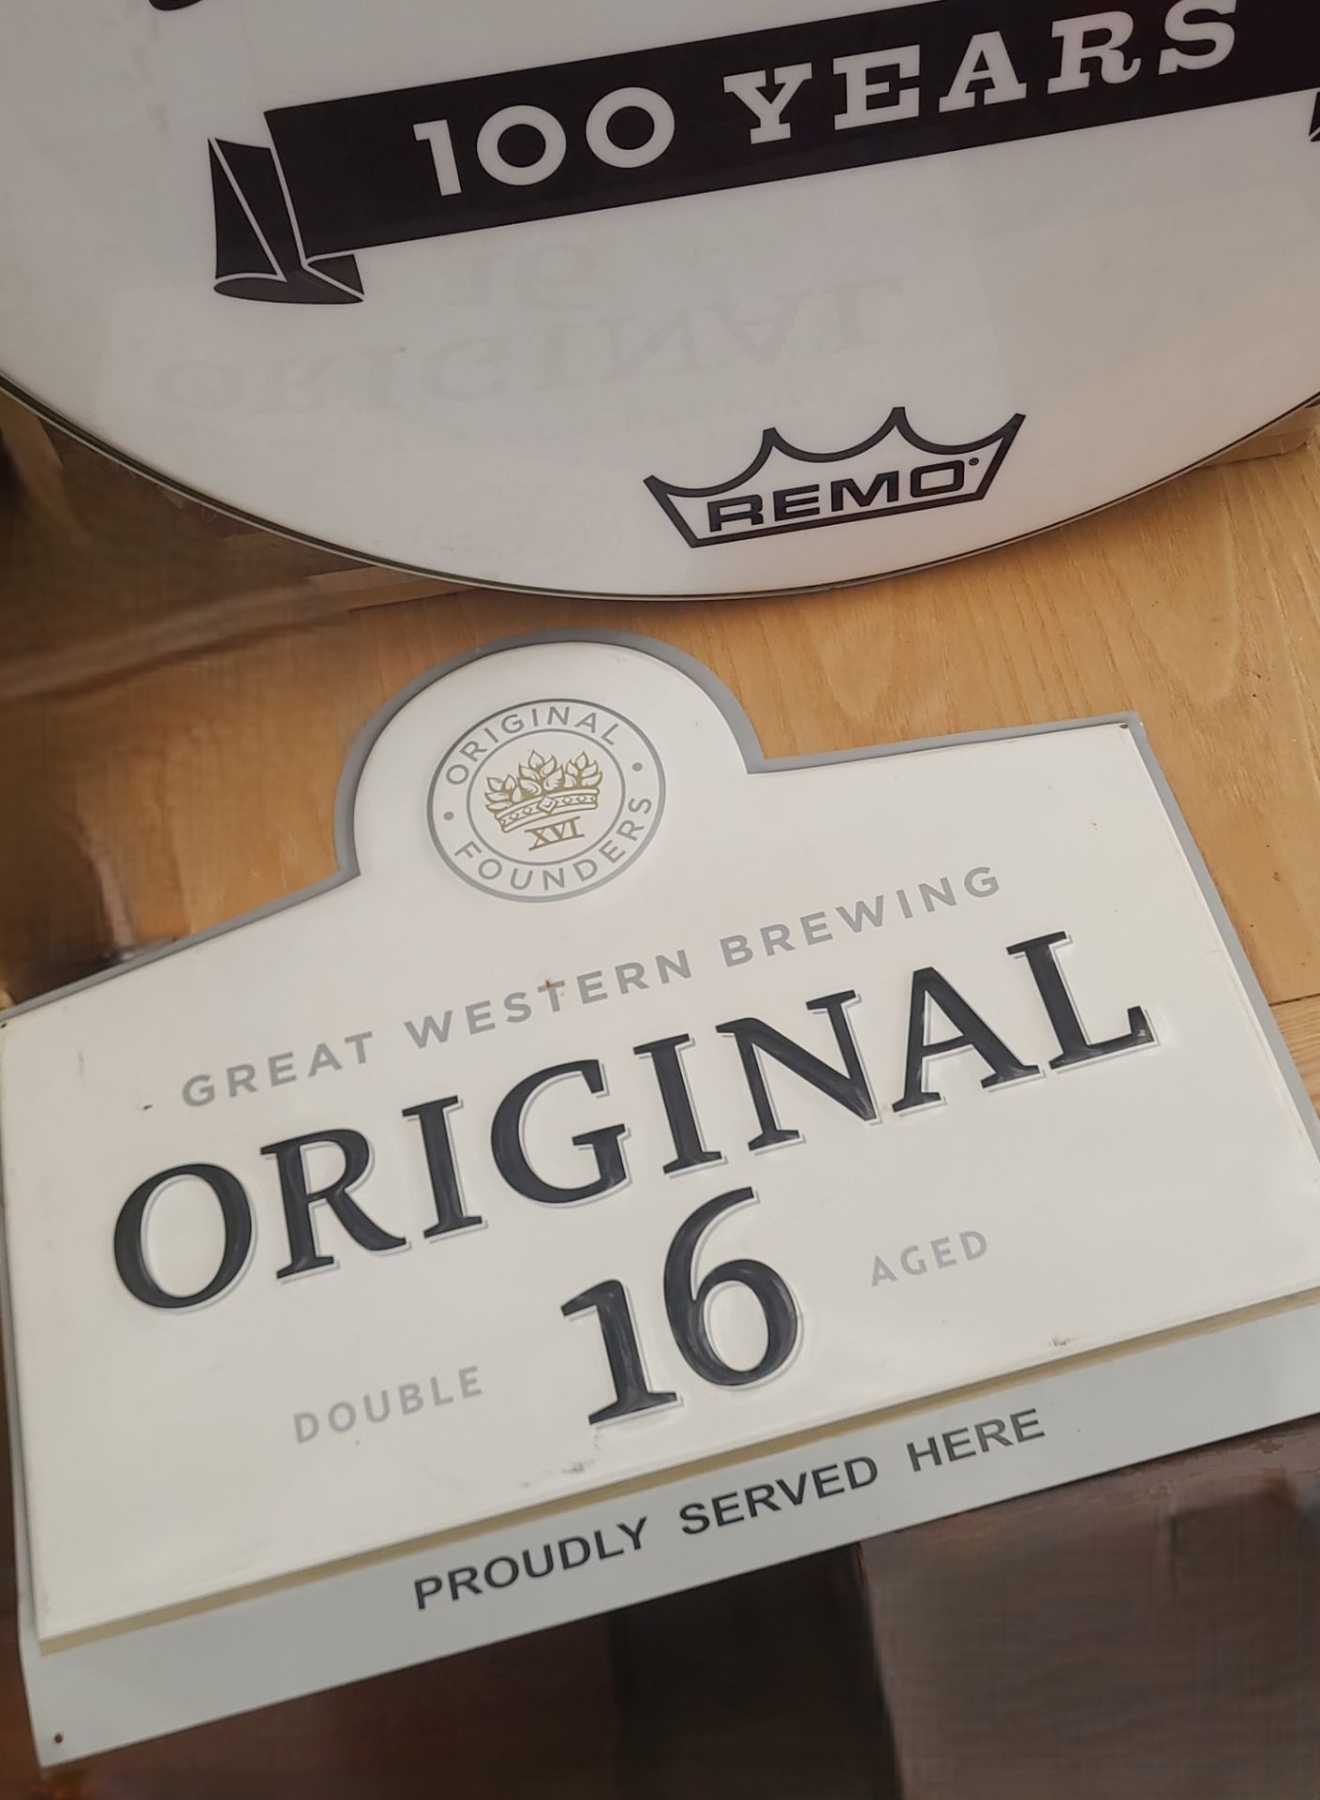 100 YEARS
REMO
ORIGINAL
XVI
FOUNDERS
GREAT WESTERN BREWING
ORIGINAL
16
DOUBLE
AGED
PROUDLY SERVED HERE